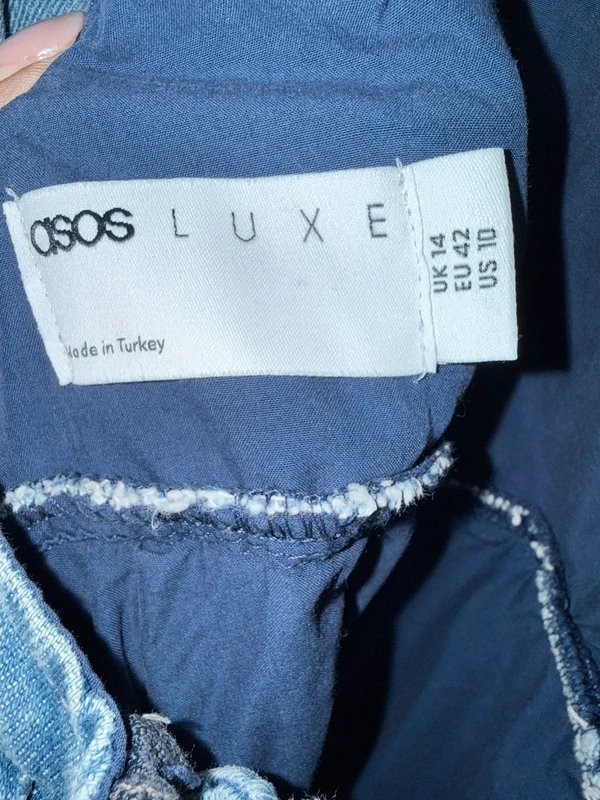 asos LUXE
Made in Turkey
UK 14
EU 42
US 10